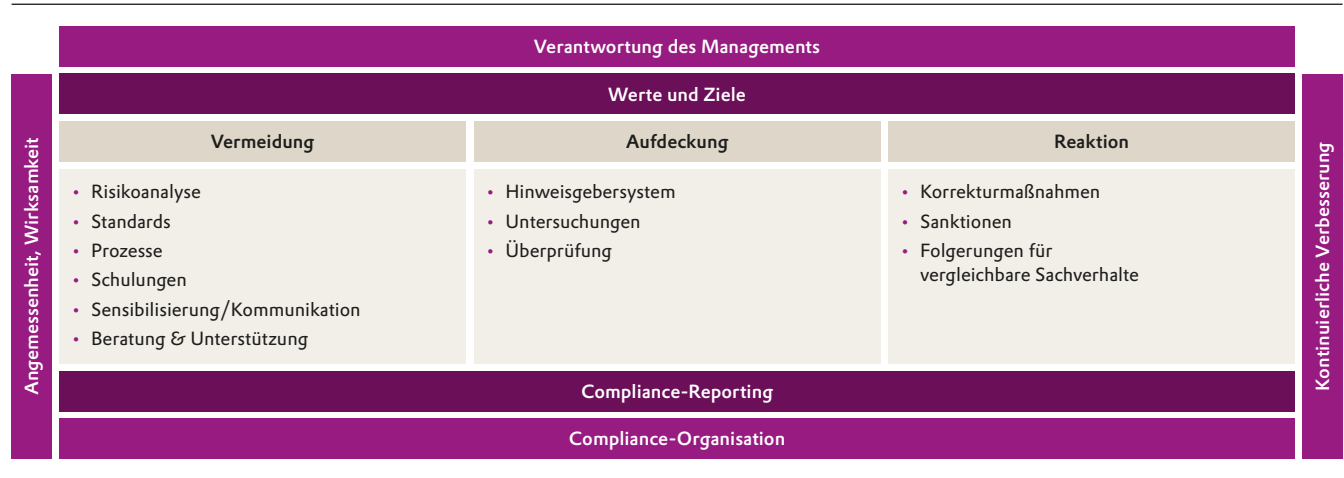 Verantwortung des Managements
Werte und Ziele
Angemessenheit, Wirksamkeit
Vermeidung
• Risikoanalyse
• Standards
• Prozesse
• Schulungen
• Sensibilisierung/Kommunikation
• Beratung & Unterstützung
Aufdeckung
• Hinweisgebersystem
• Untersuchungen
• Überprüfung
Reaktion
• Korrekturmaßnahmen
• Sanktionen
• Folgerungen für
vergleichbare Sachverhalte
Kontinuierliche Verbesserung
Compliance-Reporting
Compliance-Organisation